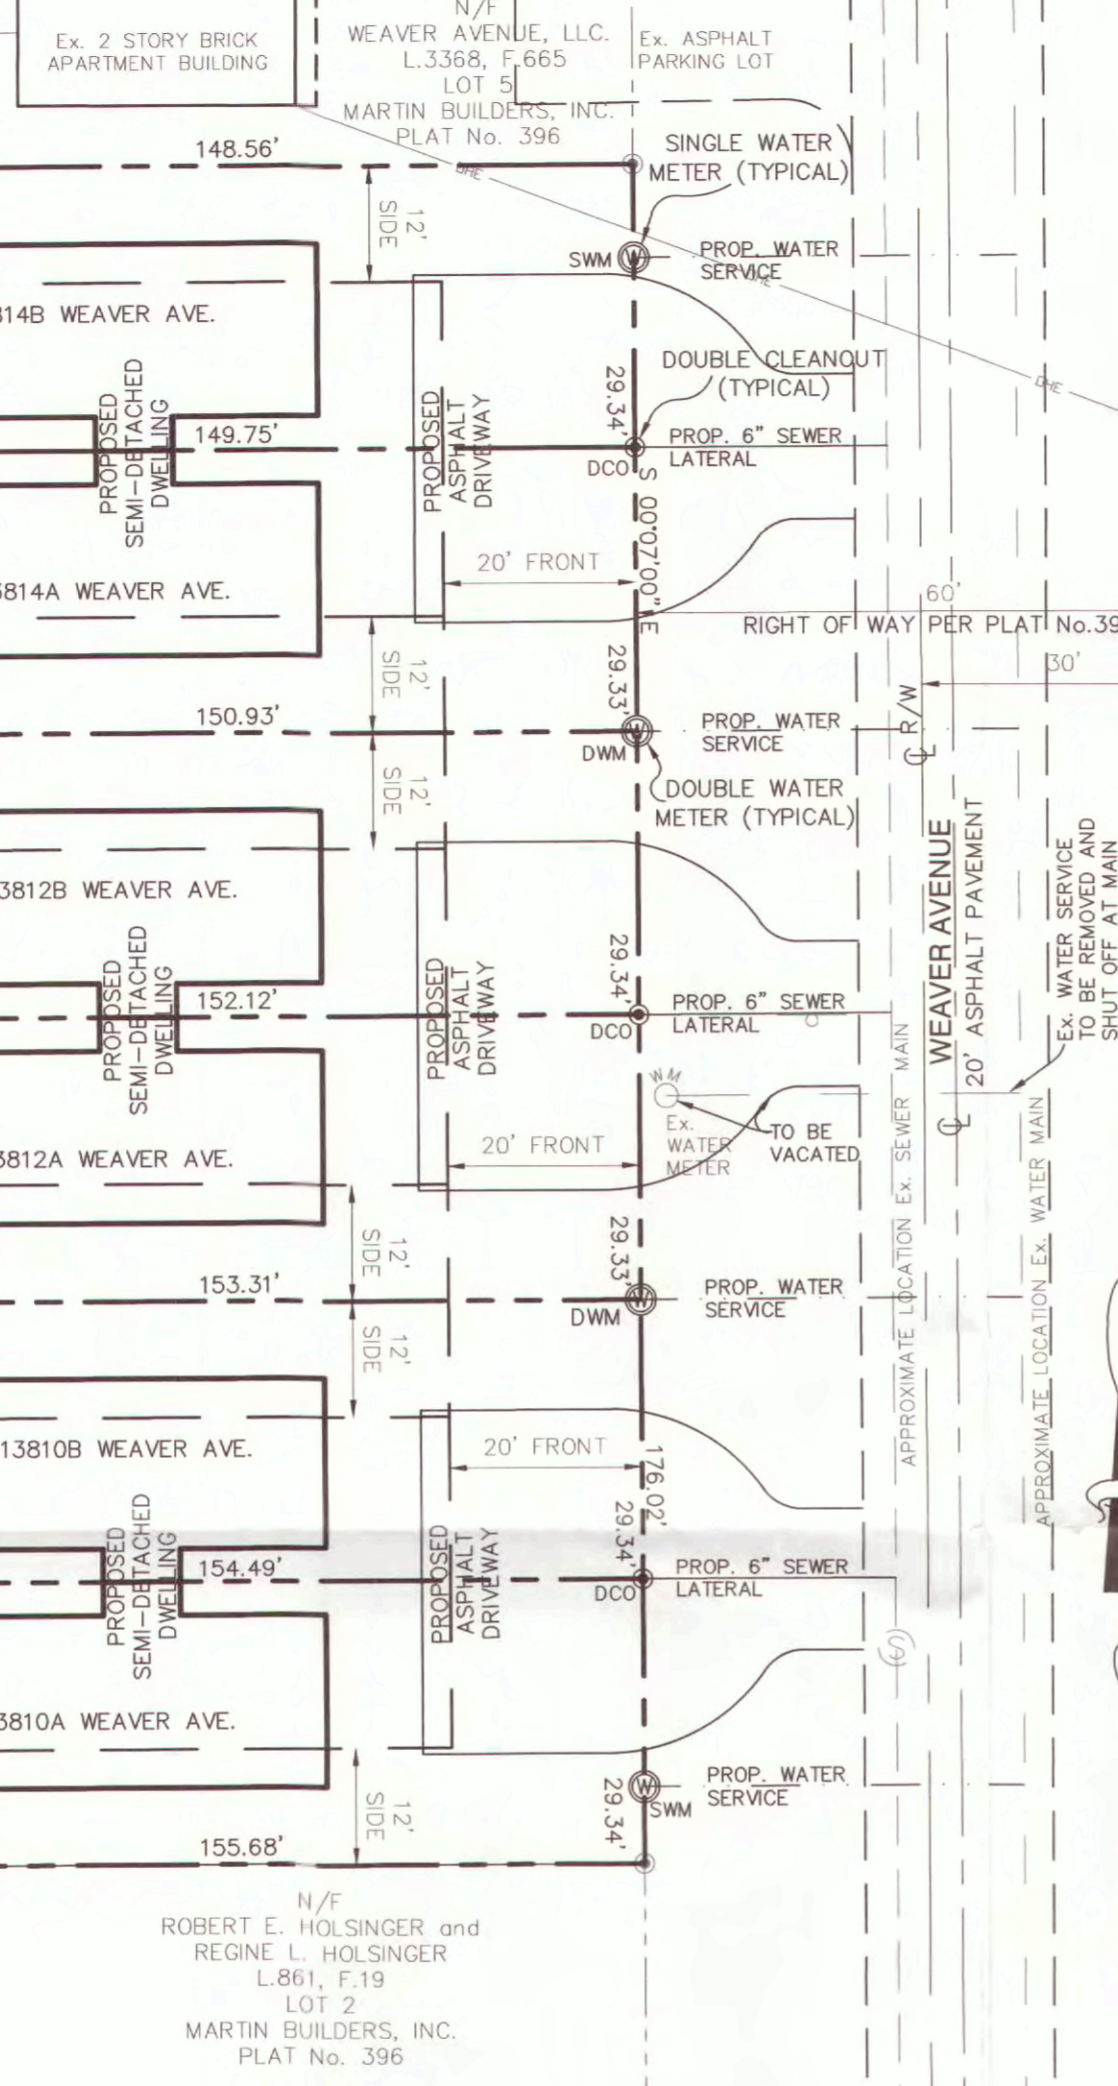 N/F
WEAVER AVENUE, LLC.
L.3368, F.665
LOT 5
MARTIN BUILDERS, INC.
PLAT No. 396
Ex. 2 STORY BRICK
APARTMENT BUILDING
Ex. ASPHALT
PARKING LOT
148.56'
OHE
SINGLE WATER
METER (TYPICAL)
12'
SIDE
SWM
W
PROP. WATER
SERVICE
OHE
814B WEAVER AVE.
OHE
29.34'
DOUBLE CLEANOUT
(TYPICAL)
PROPOSED
SEMI-DETACHED
DWELLING
149.75'
PROPOSED
ASPHALT
DRIVEWAY
DCO
PROP. 6" SEWER
LATERAL
S 00°07'00" E
20' FRONT
3814A WEAVER AVE.
60'
RIGHT OF WAY PER PLAT No.39
12'
SIDE
29.33'
30'
R/W
150.93'
W
DWM
PROP. WATER
SERVICE
CL
12'
SIDE
DOUBLE WATER
METER (TYPICAL)
WEAVER AVENUE
20' ASPHALT PAVEMENT
Ex. WATER SERVICE
TO BE REMOVED AND
SHUT OFF AT MAIN
3812B WEAVER AVE.
PROPOSED
SEMI-DETACHED
DWELLING
152.12'
PROPOSED
ASPHALT
DRIVEWAY
29.34'
DCO
PROP. 6" SEWER
LATERAL
WM
Ex.
WATER
METER
TO BE
VACATED
CL
20' FRONT
3812A WEAVER AVE.
APPROXIMATE LOCATION Ex. SEWER MAIN
APPROXIMATE LOCATION Ex. WATER MAIN
12'
SIDE
29.33'
153.31'
W
DWM
PROP. WATER
SERVICE
12'
SIDE
13810B WEAVER AVE.
20' FRONT
176.02'
PROPOSED
SEMI-DETACHED
DWELLING
154.49'
PROPOSED
ASPHALT
DRIVEWAY
29.34'
DCO
PROP. 6" SEWER
LATERAL
(S)
3810A WEAVER AVE.
12'
SIDE
29.34'
W
SWM
PROP. WATER
SERVICE
155.68'
N/F
ROBERT E. HOLSINGER and
REGINE L. HOLSINGER
L.861, F.19
LOT 2
MARTIN BUILDERS, INC.
PLAT No. 396